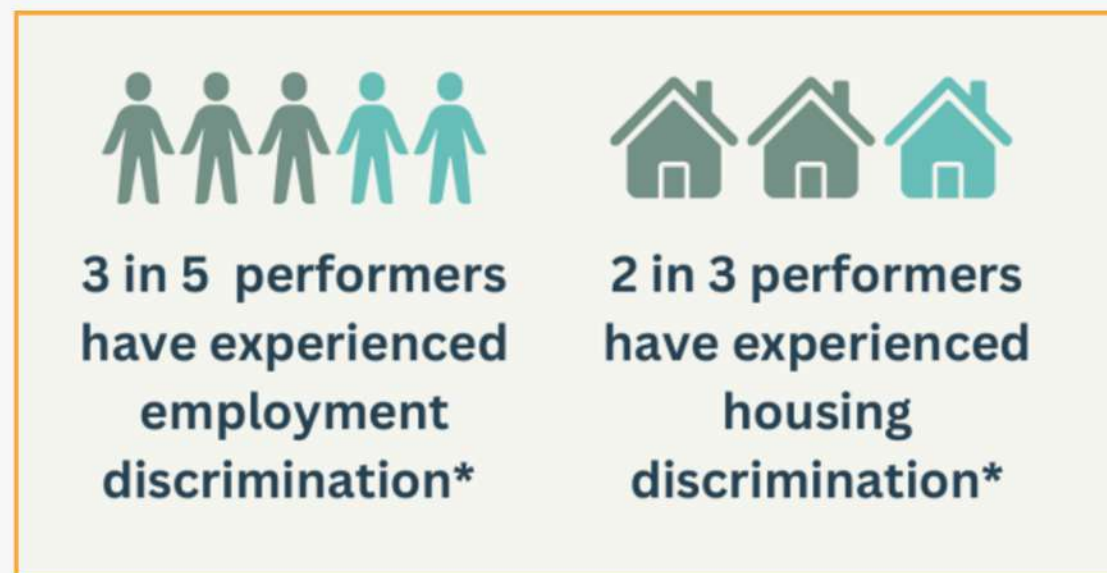 3 in 5  performers
have experienced
employment
discrimination*
2 in 3 performers
have experienced
housing
discrimination*